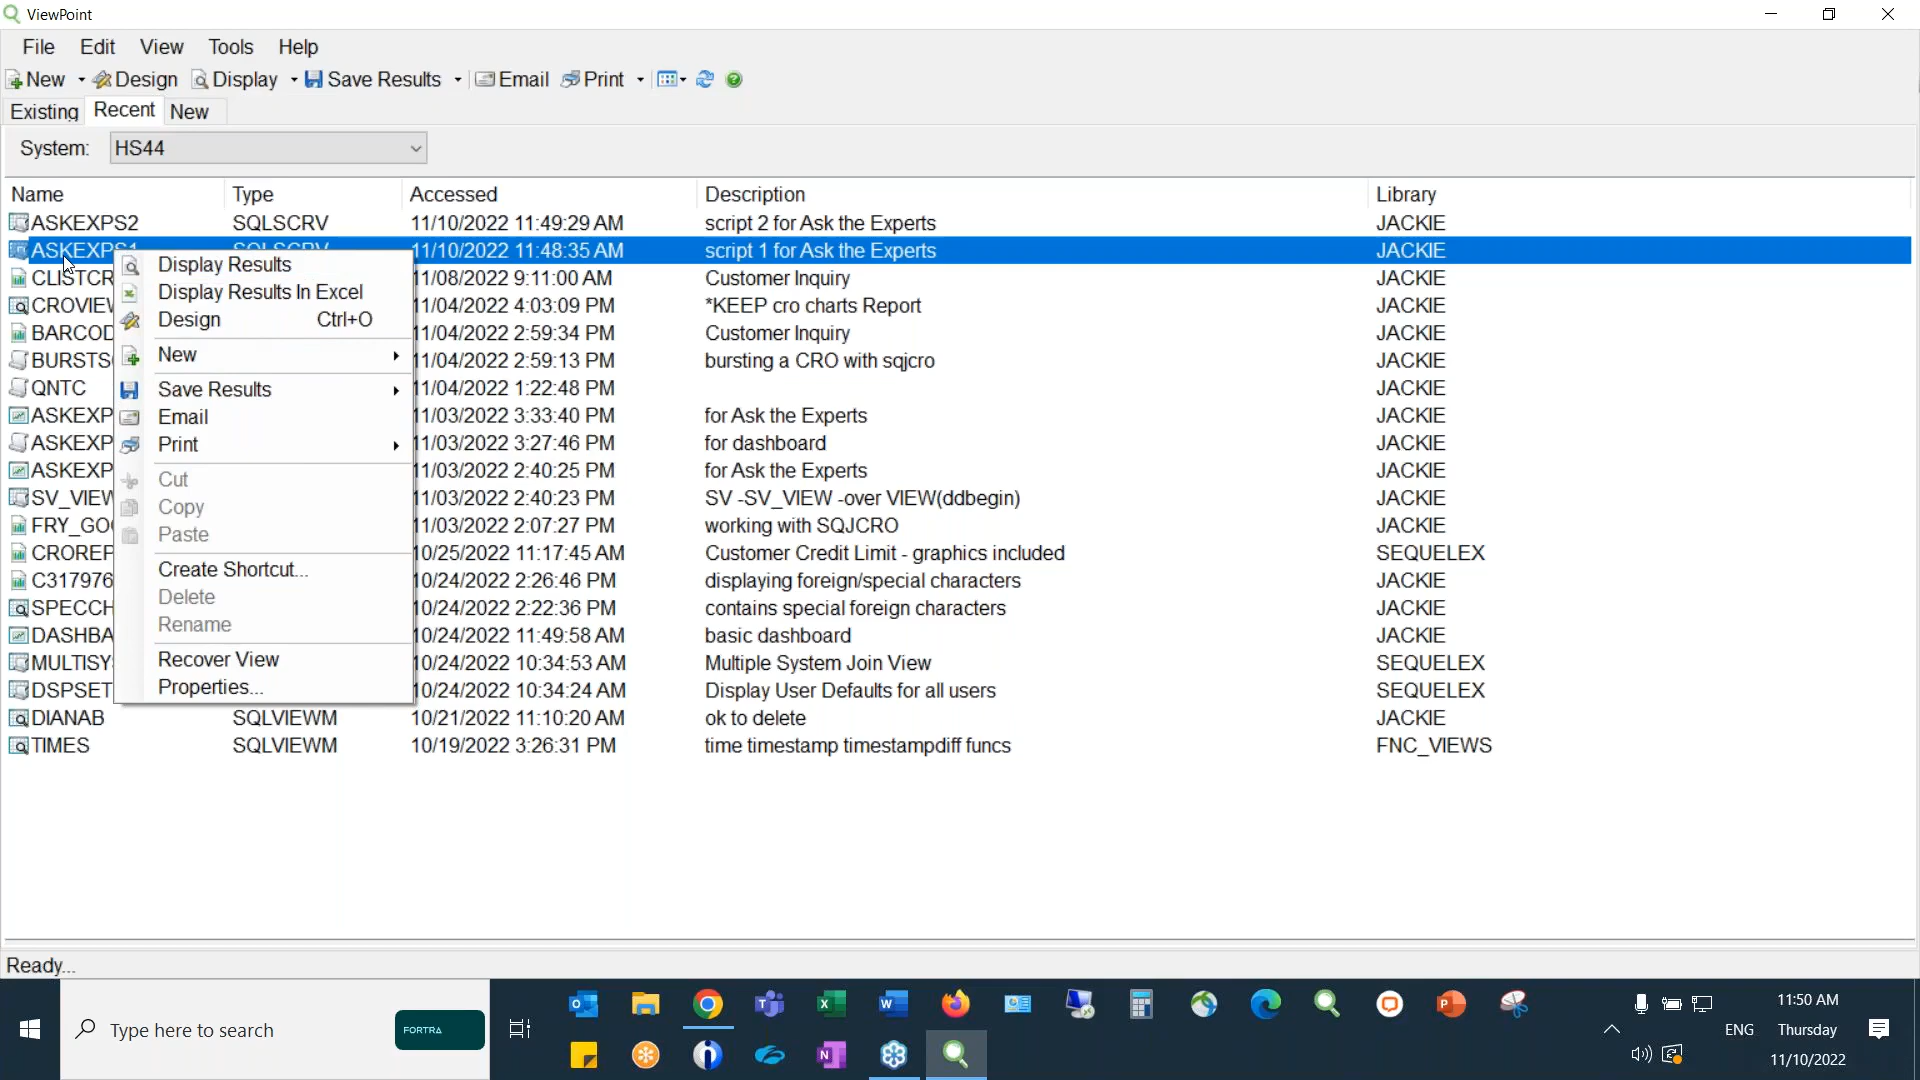 ViewPoint
File Edit View Tools Help
New Design Display Save Results Email Print
Existing Recent New
System: HS44
Name Type Accessed Description Library
ASKEXPS2 SQLSCRV 11/10/2022 11:49:29 AM script 2 for Ask the Experts JACKIE
11/10/2022 11:48:35 AM script 1 for Ask the Experts JACKIE
CLISTCR 11/08/2022 9:11:00 AM Customer Inquiry JACKIE
CROVIEW 11/04/2022 4:03:09 PM *KEEP cro charts Report JACKIE
BARCOD 11/04/2022 2:59:34 PM Customer Inquiry JACKIE
BURSTS 11/04/2022 2:59:13 PM bursting a CRO with sqjcro JACKIE
QNTC 11/04/2022 1:22:48 PM JACKIE
ASKEXP 11/03/2022 3:33:40 PM for Ask the Experts JACKIE
ASKEXP 11/03/2022 3:27:46 PM for dashboard JACKIE
ASKEXP 11/03/2022 2:40:25 PM for Ask the Experts JACKIE
SV_VIEW 11/03/2022 2:40:23 PM SV -SV_VIEW -over VIEW(ddbegin) JACKIE
FRY_GO 11/03/2022 2:07:27 PM working with SQJCRO JACKIE
CROREP 10/25/2022 11:17:45 AM Customer Credit Limit - graphics included SEQUELEX
C317976 10/24/2022 2:26:46 PM displaying foreign/special characters JACKIE
SPECCH 10/24/2022 2:22:36 PM contains special foreign characters JACKIE
DASHBA 10/24/2022 11:49:58 AM basic dashboard JACKIE
MULTISY 10/24/2022 10:34:53 AM Multiple System Join View SEQUELEX
DSPSET 10/24/2022 10:34:24 AM Display User Defaults for all users SEQUELEX
DIANAB SQLVIEWM 10/21/2022 11:10:20 AM ok to delete JACKIE
TIMES SQLVIEWM 10/19/2022 3:26:31 PM time timestamp timestampdiff funcs FNC_VIEWS
Display Results
Display Results In Excel
Design Ctrl+O
New
Save Results
Email
Print
Cut
Copy
Paste
Create Shortcut...
Delete
Rename
Recover View
Properties...
Ready...
Type here to search
FORTRA
ENG
11:50 AM
Thursday
11/10/2022